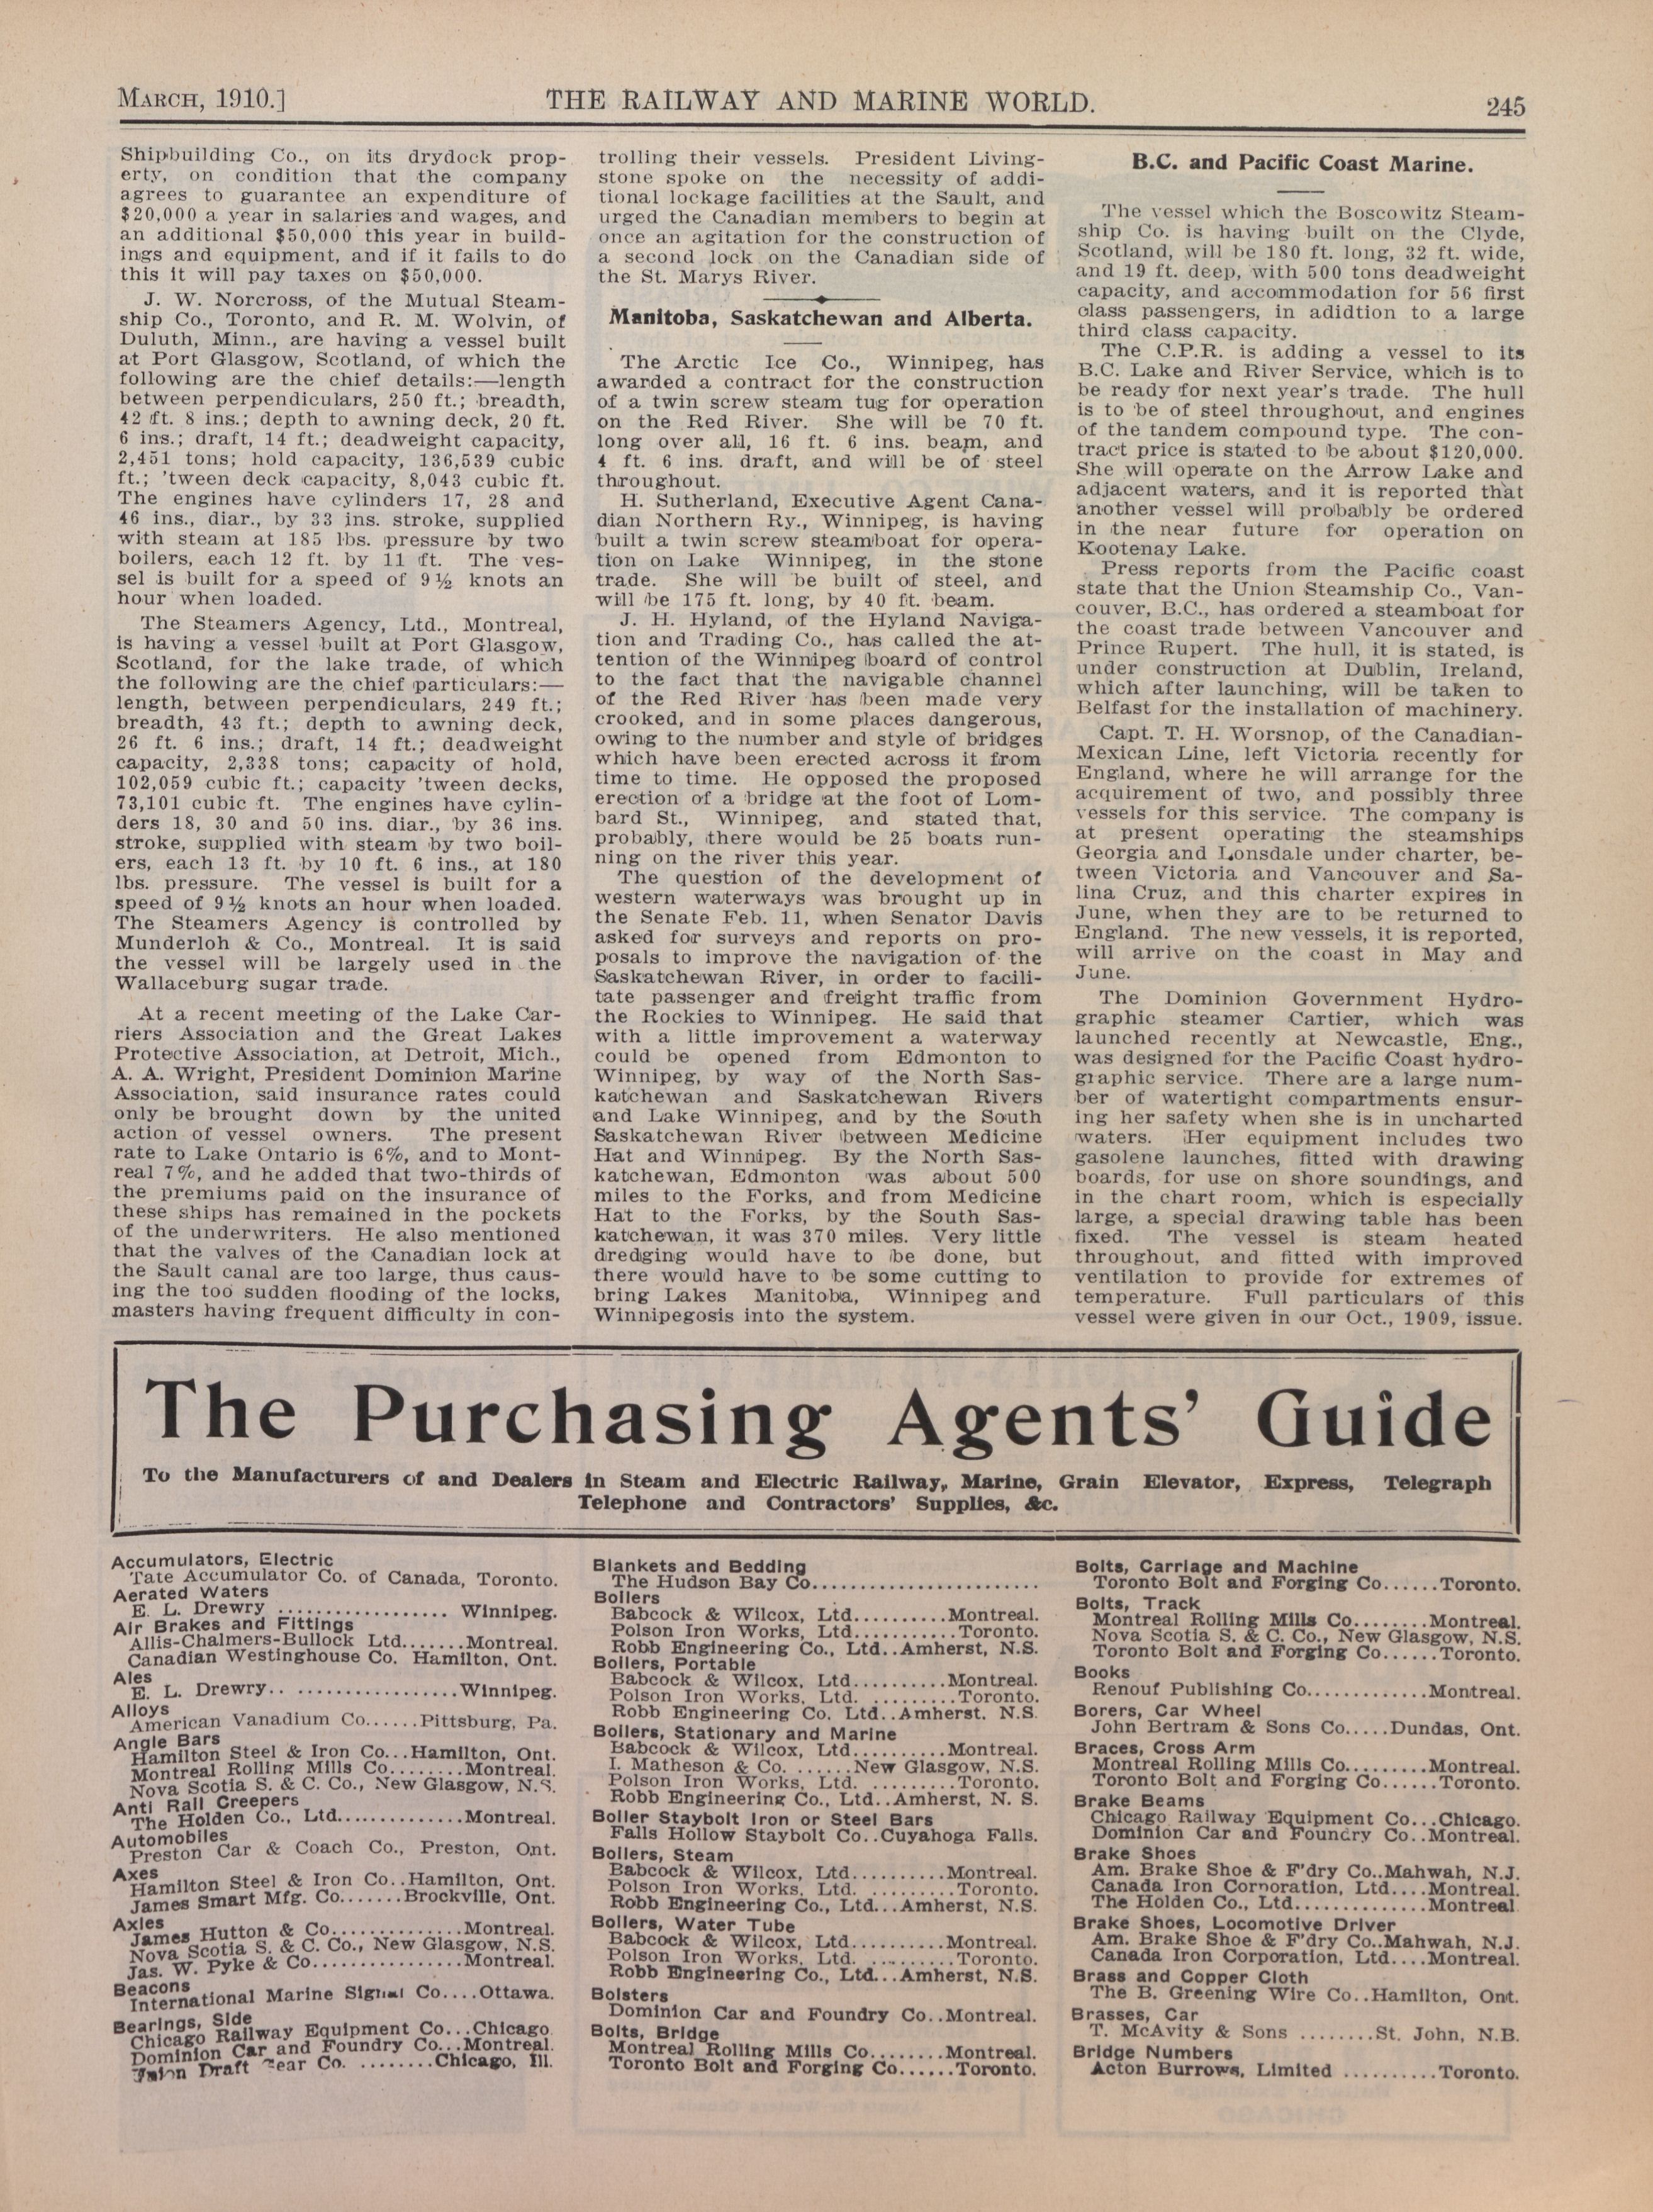 MARCH, 1910.]
THE RAILWAY AND MARINE WORLD.
245
Shipbuilding Co., on its drydock prop-
erty, on condition that the company
agrees to guarantee an expenditure of
$20,000 a year in salaries and wages, and
an additional $50,000 this year in build-
ings and equipment, and if it fails to do
this it will pay taxes on $50,000.
J. W. Norcross, of the Mutual Steam-
ship Co., Toronto, and R. M. Wolvin, of
Duluth, Minn., are having a vessel built
at Port Glasgow, Scotland, of which the
following are the chief details:—length
between perpendiculars, 250 ft.; breadth,
42 ft. 8 ins.; depth to awning deck, 20 ft.
6 ins.; draft, 14 ft.; deadweight capacity,
2,451 tons; hold capacity, 136,539 cubic
ft.; 'tween deck capacity, 8,043 cubic ft.
The engines have cylinders 17, 28 and
46 ins., diar., by 33 ins. stroke, supplied
with steam at 185 lbs. pressure by two
boilers, each 12 ft. by 11 ft. The ves-
sel is built for a speed of 9½ knots an
hour when loaded.
The Steamers Agency, Ltd., Montreal,
is having a vessel built at Port Glasgow,
Scotland, for the lake trade, of which
the following are the chief particulars:—
length, between perpendiculars, 249 ft.;
breadth, 43 ft.; depth to awning deck,
26 ft. 6 ins.; draft, 14 ft.; deadweight
capacity, 2,338 tons; capacity of hold,
102,059 cubic ft.; capacity 'tween decks,
73,101 cubic ft. The engines have cylin-
ders 18, 30 and 50 ins. diar., by 36 ins.
stroke, supplied with steam by two boil-
ers, each 13 ft. by 10 ft. 6 ins., at 180
lbs. pressure. The vessel is built for a
speed of 9½ knots an hour when loaded.
The Steamers Agency is controlled by
Munderloh & Co., Montreal. It is said
the vessel will be largely used in the
Wallaceburg sugar trade.
At a recent meeting of the Lake Car-
riers Association and the Great Lakes
Protective Association, at Detroit, Mich.,
A. A. Wright, President Dominion Marine
Association, said insurance rates could
only be brought down by the united
action of vessel owners. The present
rate to Lake Ontario is 6%, and to Mont-
real 7%, and he added that two-thirds of
the premiums paid on the insurance of
these ships has remained in the pockets
of the underwriters. He also mentioned
that the valves of the Canadian lock at
the Sault canal are too large, thus caus-
ing the too sudden flooding of the locks,
masters having frequent difficulty in con-
trolling their vessels. President Living-
stone spoke on the necessity of addi-
tional lockage facilities at the Sault, and
urged the Canadian members to begin at
once an agitation for the construction of
a second lock on the Canadian side of
the St. Marys River.
Manitoba, Saskatchewan and Alberta.
The Arctic Ice Co., Winnipeg, has
awarded a contract for the construction
of a twin screw steam tug for operation
on the Red River. She will be 70 ft.
long over all, 16 ft. 6 ins. beam, and
4 ft. 6 ins. draft, and will be of steel
throughout.
H. Sutherland, Executive Agent Cana-
dian Northern Ry., Winnipeg, is having
built a twin screw steamboat for opera-
tion on Lake Winnipeg, in the stone
trade. She will be built of steel, and
will be 175 ft. long, by 40 ft. beam.
J. H. Hyland, of the Hyland Naviga-
tion and Trading Co., has called the at-
tention of the Winnipeg board of control
to the fact that the navigable channel
of the Red River has been made very
crooked, and in some places dangerous,
owing to the number and style of bridges
which have been erected across it from
time to time. He opposed the proposed
erection of a bridge at the foot of Lom-
bard St., Winnipeg, and stated that,
probably, there would be 25 boats run-
ning on the river this year.
The question of the development of
western waterways was brought up in
the Senate Feb. 11, when Senator Davis
asked for surveys and reports on pro-
posals to improve the navigation of the
Saskatchewan River, in order to facili-
tate passenger and freight traffic from
the Rockies to Winnipeg. He said that
with a little improvement a waterway
could be opened from Edmonton to
Winnipeg, by way of the North Sas-
katchewan and Saskatchewan Rivers
and Lake Winnipeg, and by the South
Saskatchewan River between Medicine
Hat and Winnipeg. By the North Sas-
katchewan, Edmonton was about 500
miles to the Forks, and from Medicine
Hat to the Forks, by the South Sas-
katchewan, it was 370 miles. Very little
dredging would have to be done, but
there would have to be some cutting to
bring Lakes Manitoba, Winnipeg and
Winnipegosis into the system.
B.C. and Pacific Coast Marine.
The vessel which the Boscowitz Steam-
ship Co. is having built on the Clyde,
Scotland, will be 180 ft. long, 32 ft. wide,
and 19 ft. deep, with 500 tons deadweight
capacity, and accommodation for 56 first
class passengers, in adidtion to a large
third class capacity.
The C.P.R. is adding a vessel to its
B.C. Lake and River Service, which is to
be ready for next year's trade. The hull
is to be of steel throughout, and engines
of the tandem compound type. The con-
tract price is stated to be about $120,000.
She will operate on the Arrow Lake and
adjacent waters, and it is reported that
another vessel will probably be ordered
in the near future for operation on
Kootenay Lake.
Press reports from the Pacific coast
state that the Union Steamship Co., Van-
couver, B.C., has ordered a steamboat for
the coast trade between Vancouver and
Prince Rupert. The hull, it is stated, is
under construction at Dublin, Ireland,
which after launching, will be taken to
Belfast for the installation of machinery.
Capt. T. H. Worsnop, of the Canadian-
Mexican Line, left Victoria recently for
England, where he will arrange for the
acquirement of two, and possibly three
vessels for this service. The company is
at present operating the steamships
Georgia and Lonsdale under charter, be-
tween Victoria and Vancouver and Sa-
lina Cruz, and this charter expires in
June, when they are to be returned to
England. The new vessels, it is reported,
will arrive on the coast in May and
June.
The Dominion Government Hydro-
graphic steamer Cartier, which was
launched recently at Newcastle, Eng.,
was designed for the Pacific Coast hydro-
graphic service. There are a large num-
ber of watertight compartments ensur-
ing her safety when she is in uncharted
waters. Her equipment includes two
gasolene launches, fitted with drawing
boards, for use on shore soundings, and
in the chart room, which is especially
large, a special drawing table has been
fixed. The vessel is steam heated
throughout, and fitted with improved
ventilation to provide for extremes of
temperature. Full particulars of this
vessel were given in our Oct., 1909, issue.
The Purchasing Agents' Guide
To the Manufacturers of and Dealers in Steam and Electric Railway, Marine, Grain Elevator, Express, Telegraph
Telephone and Contractors' Supplies, &c.
Accumulators, Electric
Tate Accumulator Co. of Canada, Toronto.
Aerated Waters
E. L. Drewry .................. Winnipeg.
Air Brakes and Fittings
Allis-Chalmers-Bullock Ltd.......Montreal.
Canadian Westinghouse Co. Hamilton, Ont.
Ales
E. L. Drewry.. .................Winnipeg.
Alloys
American Vanadium Co......Pittsburg, Pa.
Angle Bars
Hamilton Steel & Iron Co...Hamilton, Ont.
Montreal Rolling Mills Co........Montreal.
Nova Scotia S. & C. Co., New Glasgow, N.S.
Anti Rail Creepers
The Holden Co., Ltd.............Montreal.
Automobiles
Preston Car & Coach Co., Preston, Ont.
Axes
Hamilton Steel & Iron Co..Hamilton, Ont.
James Smart Mfg. Co.......Brockville, Ont.
Axles
James Hutton & Co..............Montreal.
Nova Scotia S. & C. Co., New Glasgow, N.S.
Jas. W. Pyke & Co................Montreal.
Beacons
International Marine Signal Co....Ottawa.
Bearings, Side
Chicago Railway Equipment Co...Chicago
Dominion Car and Foundry Co...Montreal.
Union Draft Gear Co. ........Chicago, Ill.
Blankets and Bedding
The Hudson Bay Co........................
Boilers
Babcock & Wilcox, Ltd..........Montreal.
Polson Iron Works, Ltd...........Toronto.
Robb Engineering Co., Ltd..Amherst, N.S.
Boilers, Portable
Babcock & Wilcox, Ltd..........Montreal.
Polson Iron Works, Ltd. .........Toronto.
Robb Engineering Co. Ltd..Amherst. N.S.
Boilers, Stationary and Marine
Babcock & Wilcox, Ltd..........Montreal.
I. Matheson & Co. ......New Glasgow, N.S.
Polson Iron Works, Ltd. .........Toronto.
Robb Engineering Co., Ltd..Amherst, N. S.
Boiler Staybolt Iron or Steel Bars
Falls Hollow Staybolt Co..Cuyahoga Falls.
Boilers, Steam
Babcock & Wilcox, Ltd..........Montreal.
Polson Iron Works, Ltd. .........Toronto.
Robb Engineering Co., Ltd...Amherst, N.S.
Boilers, Water Tube
Babcock & Wilcox, Ltd..........Montreal.
Polson Iron Works, Ltd. .........Toronto.
Robb Engineering Co., Ltd...Amherst, N.S.
Bolsters
Dominion Car and Foundry Co..Montreal.
Bolts, Bridge
Montreal Rolling Mills Co........Montreal.
Toronto Bolt and Forging Co......Toronto.
Bolts, Carriage and Machine
Toronto Bolt and Forging Co......Toronto.
Bolts, Track
Montreal Rolling Mills Co........Montreal.
Nova Scotia S. & C. Co., New Glasgow, N.S.
Toronto Bolt and Forging Co......Toronto.
Books
Renouf Publishing Co.............Montreal.
Borers, Car Wheel
John Bertram & Sons Co.....Dundas, Ont.
Braces, Cross Arm
Montreal Rolling Mills Co.........Montreal.
Toronto Bolt and Forging Co......Toronto.
Brake Beams
Chicago Railway Equipment Co...Chicago.
Dominion Car and Foundry Co..Montreal.
Brake Shoes
Am. Brake Shoe & F'dry Co..Mahwah, N.J.
Canada Iron Corporation, Ltd....Montreal.
The Holden Co., Ltd..............Montreal
Brake Shoes, Locomotive Driver
Am. Brake Shoe & F'dry Co..Mahwah, N.J.
Canada Iron Corporation, Ltd....Montreal.
Brass and Copper Cloth
The B. Greening Wire Co..Hamilton, Ont.
Brasses, Car
T. McAvity & Sons ........St. John, N.B.
Bridge Numbers
Acton Burrows, Limited ..........Toronto.